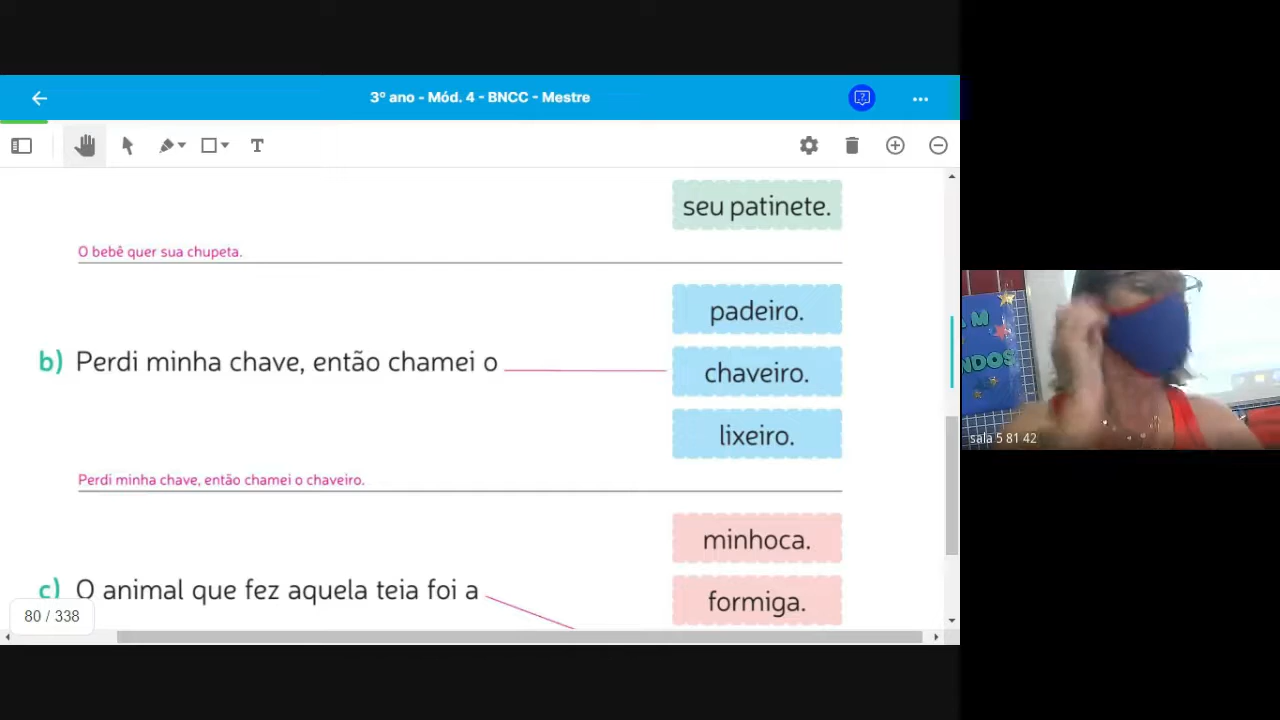 3º ano - Mód. 4 - BNCC - Mestre
seu patinete.
O bebê quer sua chupeta.
padeiro.
b) Perdi minha chave, então chamei o
chaveiro.
lixeiro.
Perdi minha chave, então chamei o chaveiro.
minhoca.
c) O animal que fez aquela teia foi a
formiga.
80 / 338
sala 5 81 42